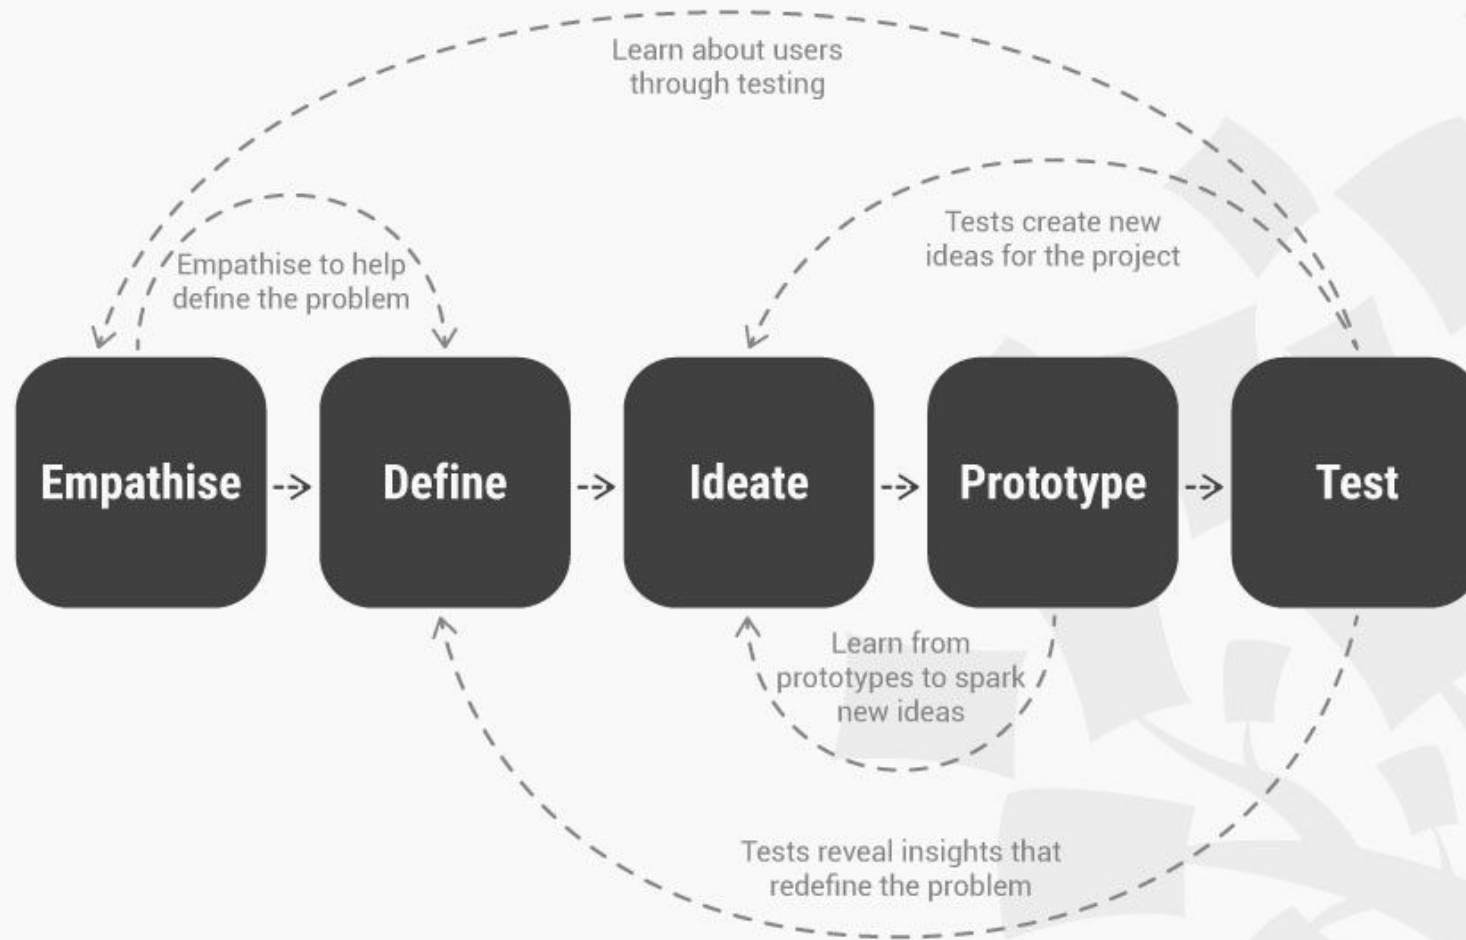 Learn about users
through testing
Tests create new
ideas for the project
Empathise to help
define the problem
Empathise
Define
Ideate
Prototype
Test
Learn from
prototypes to spark
new ideas
Tests reveal insights that
redefine the problem